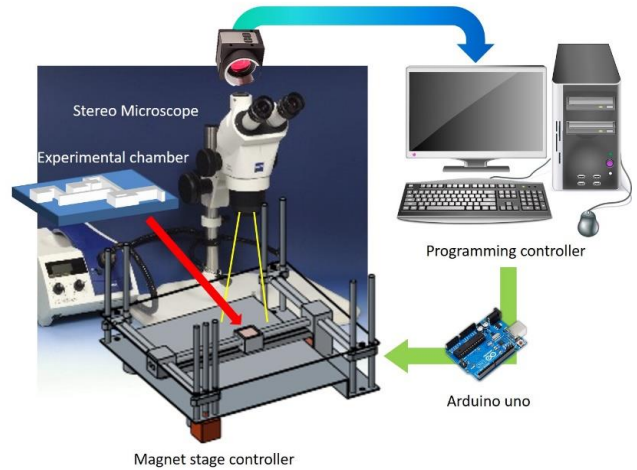 Stereo Microscope
Experimental chamber
Programming controller
Arduino uno
Magnet stage controller